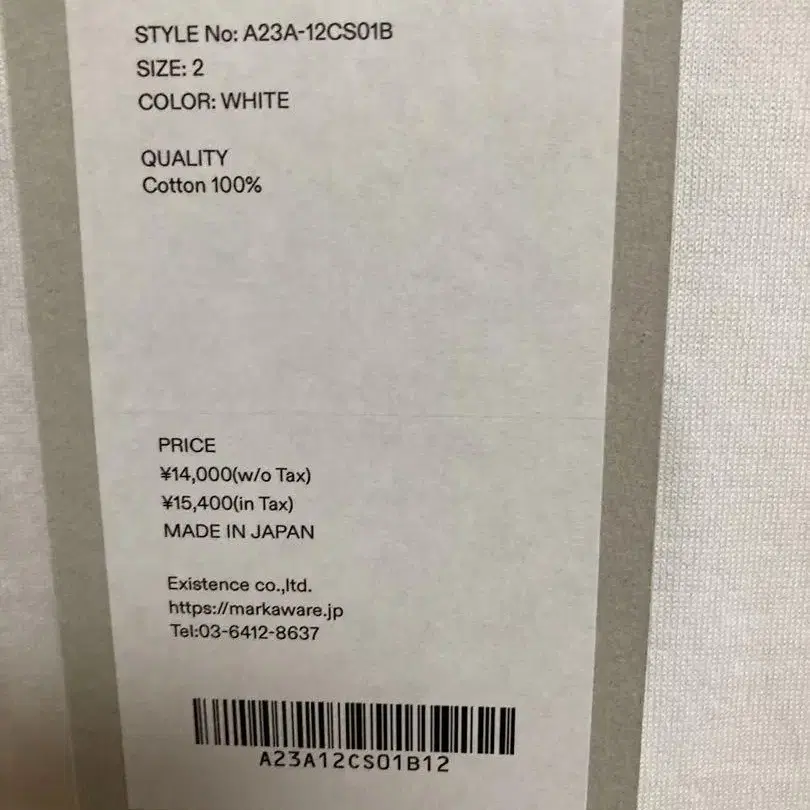 STYLE No: A23A-12CS01B
SIZE: 2
COLOR: WHITE
QUALITY
Cotton 100%
PRICE
¥14,000(w/o Tax)
¥15,400(in Tax)
MADE IN JAPAN
Existence co.,ltd.
https://markaware.jp
Tel:03-6412-8637
A23A12CS01B12